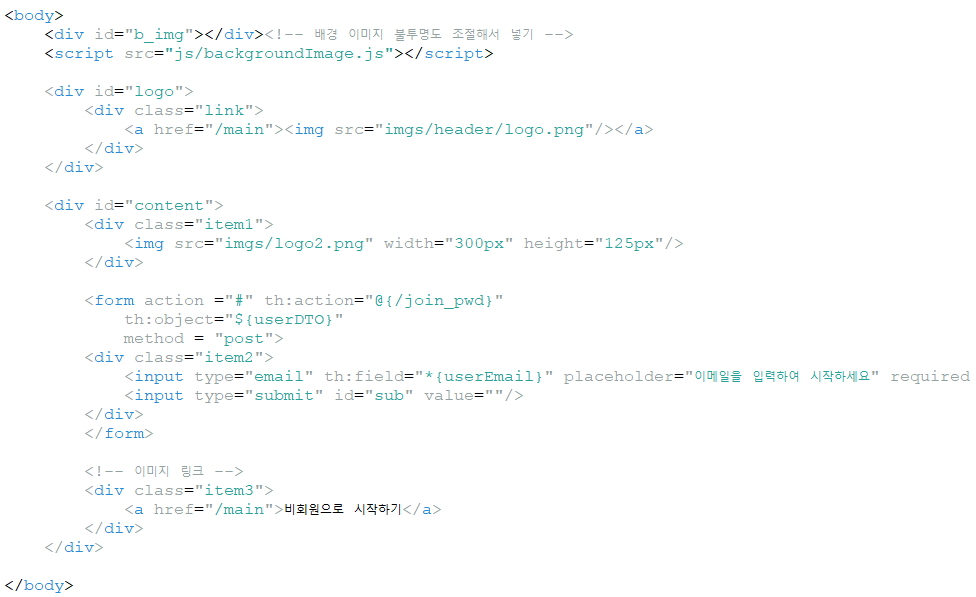 <body>
    <div id="b_img"></div><!-- 배경 이미지 불투명도 조절해서 넣기 -->
    <script src="js/backgroundImage.js"></script>

    <div id="logo">
        <div class="link">
            <a href="/main"><img src="imgs/header/logo.png"/></a>
        </div>
    </div>

    <div id="content">
        <div class="item1">
            <img src="imgs/logo2.png" width="300px" height="125px"/>
        </div>

        <form action ="#" th:action="@{/join_pwd}"
            th:object="${userDTO}"
            method = "post">
        <div class="item2">
            <input type="email" th:field="*{userEmail}" placeholder="이메일을 입력하여 시작하세요" required
            <input type="submit" id="sub" value=""/>
        </div>
        </form>

        <!-- 이미지 링크 -->
        <div class="item3">
            <a href="/main">비회원으로 시작하기</a>
        </div>
    </div>

</body>